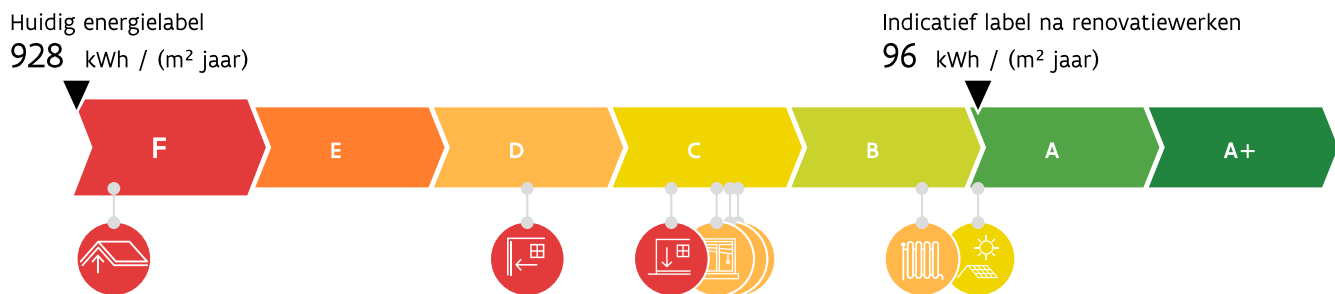 Huidig energielabel
928 kWh / (m² jaar)
Indicatief label na renovatiewerken
96 kWh / (m² jaar)
F E D C B A A+